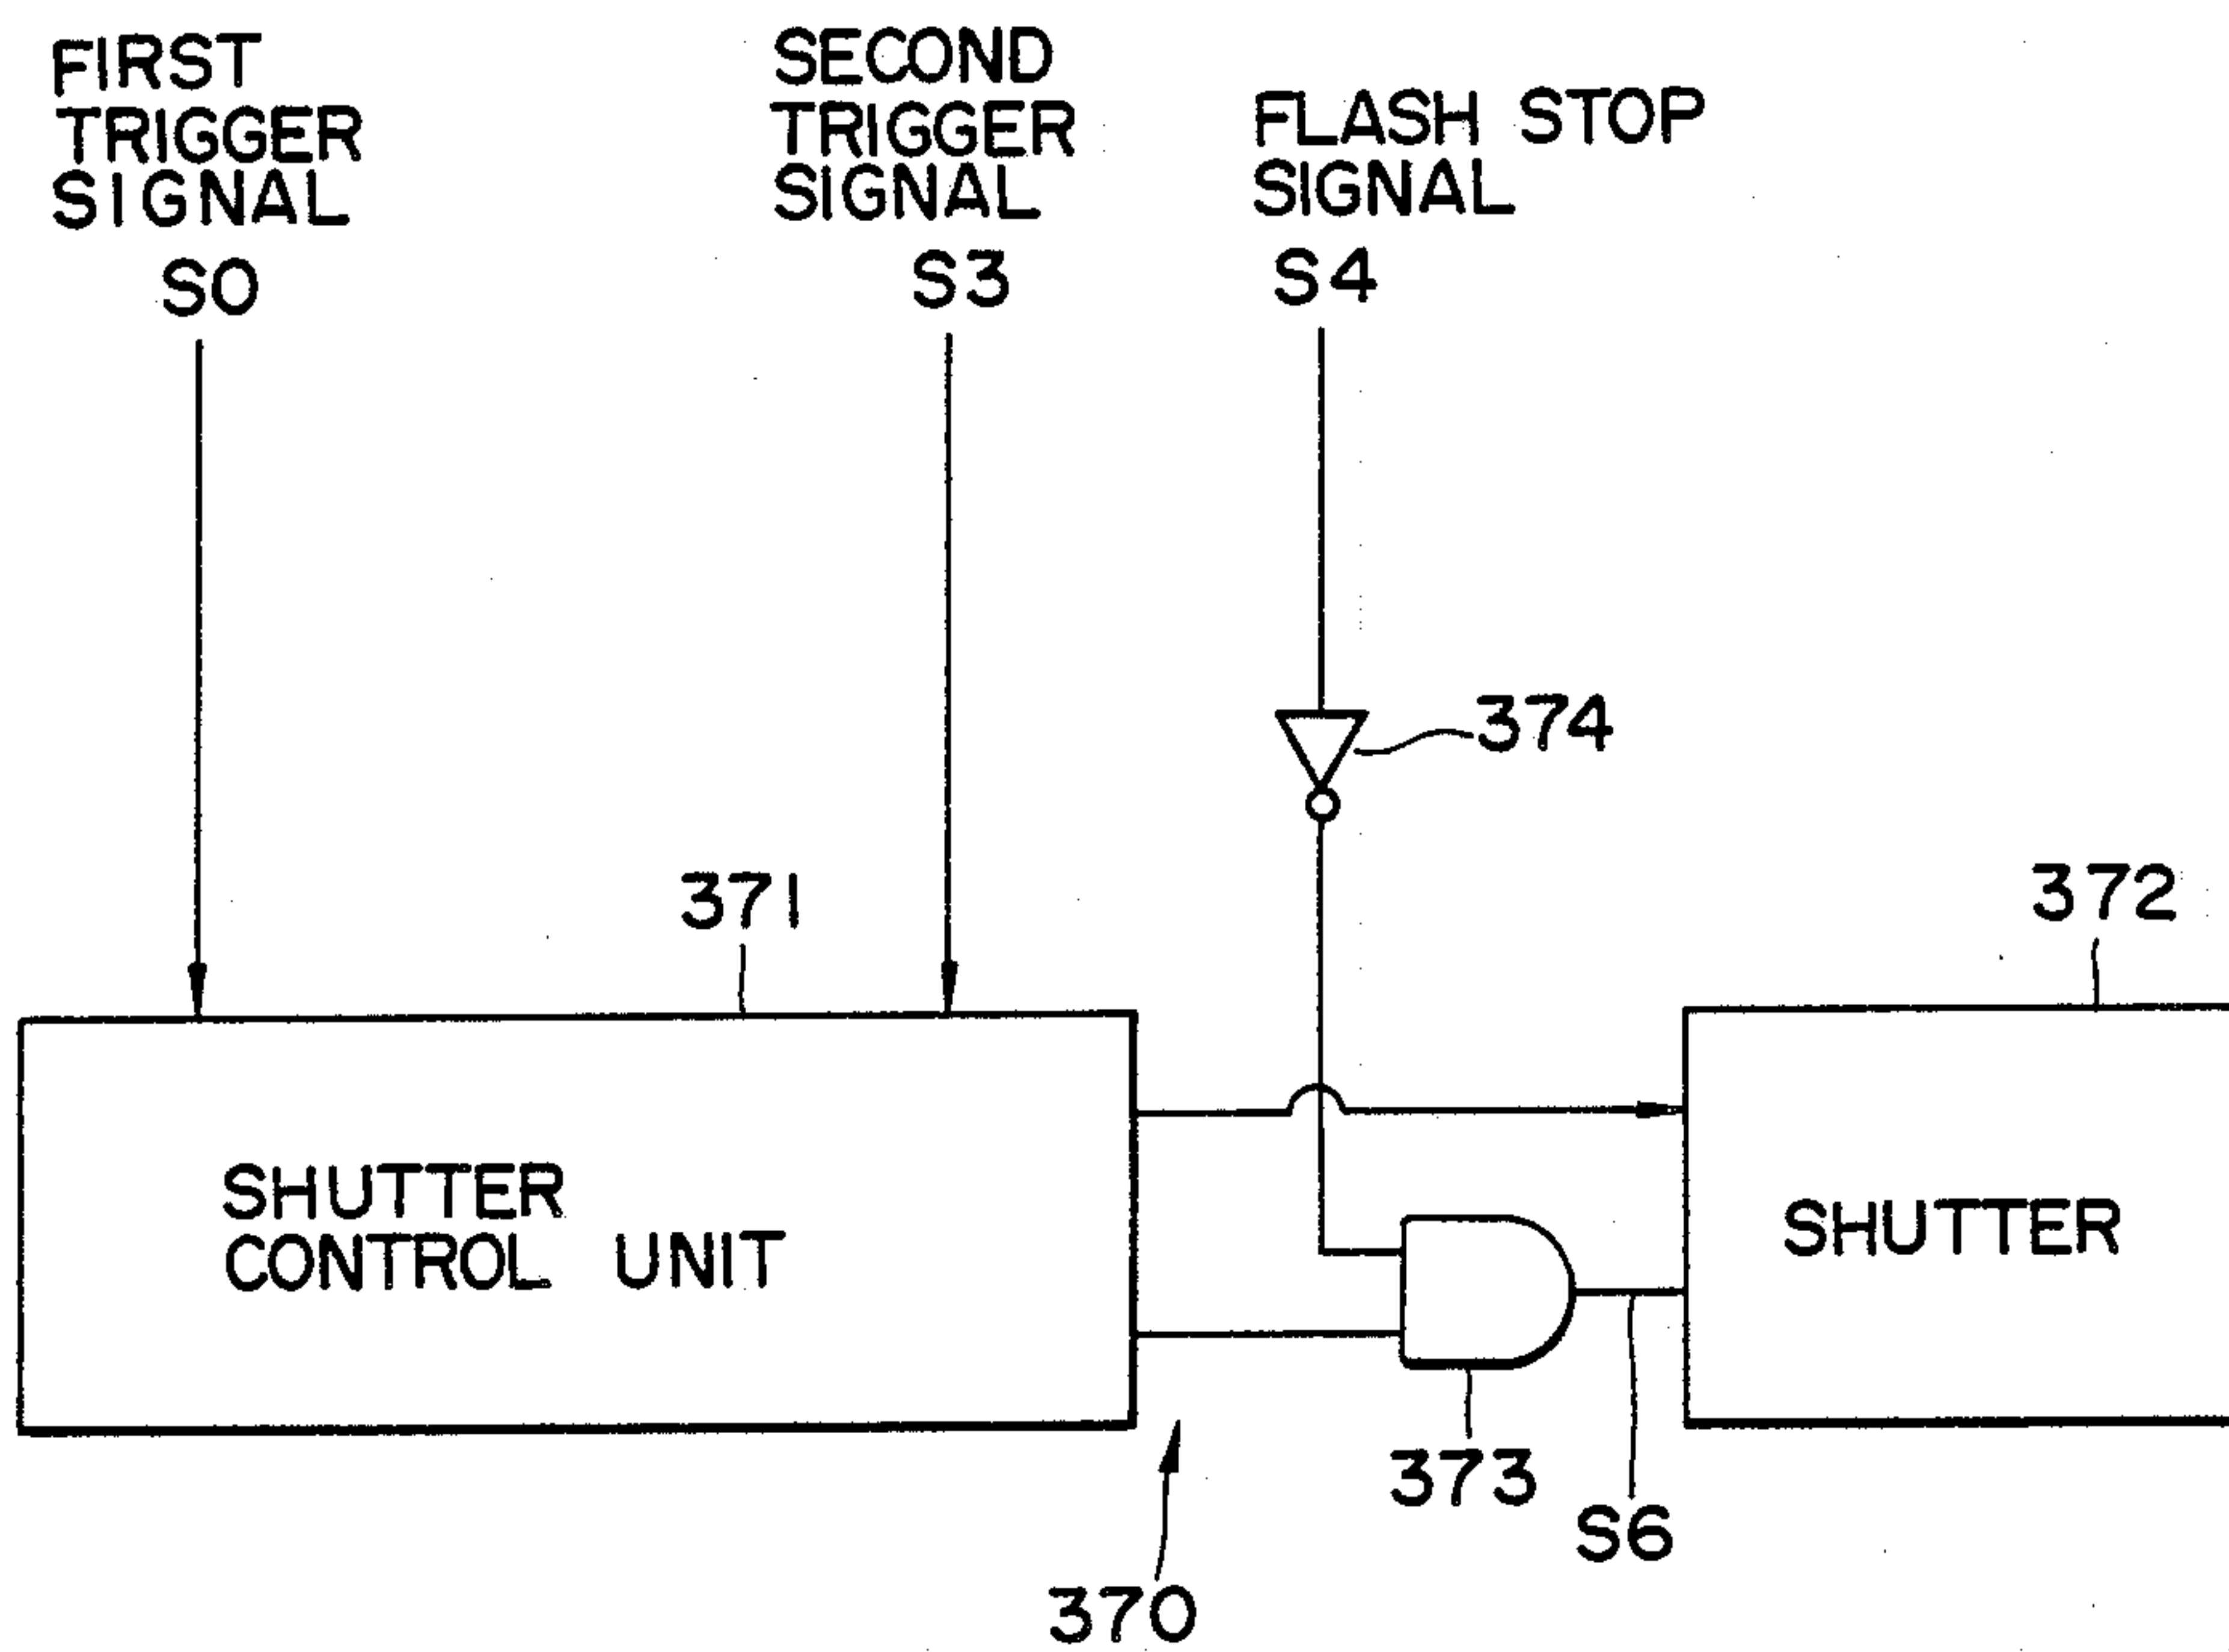 FIRST
TRIGGER
SIGNAL
S0
SECOND
TRIGGER
SIGNAL
S3
FLASH STOP
SIGNAL
S4
374
371
372
SHUTTER
CONTROL UNIT
SHUTTER
373
S6
370